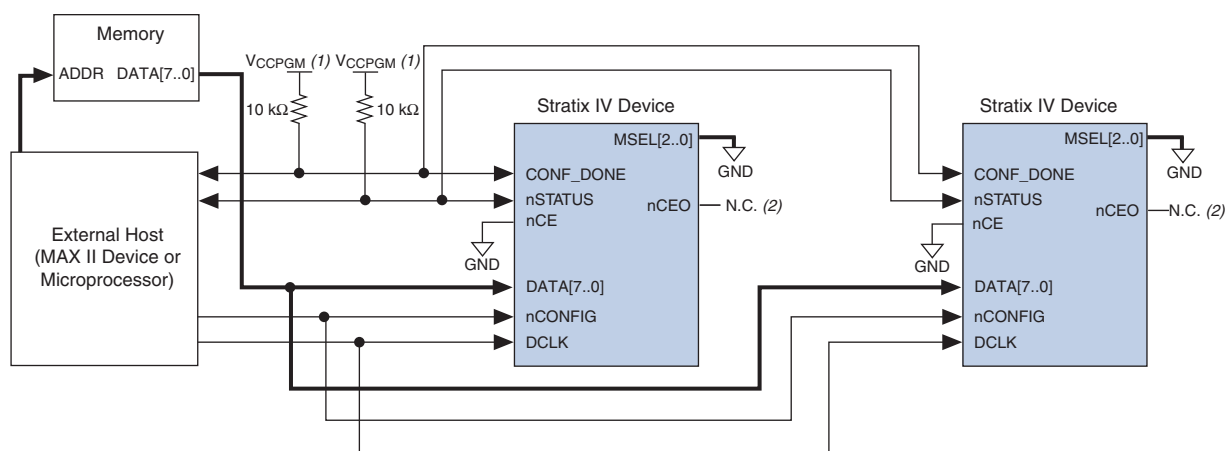 Memory
ADDR DATA[7..0]
VCCPGM (1) VCCPGM (1)
10 kΩ 10 kΩ
External Host
(MAX II Device or
Microprocessor)
Stratix IV Device
MSEL[2..0]
GND
CONF_DONE
nSTATUS
nCEO N.C. (2)
nCE
GND
DATA[7..0]
nCONFIG
DCLK
Stratix IV Device
MSEL[2..0]
GND
CONF_DONE
nSTATUS
nCEO N.C. (2)
nCE
GND
DATA[7..0]
nCONFIG
DCLK